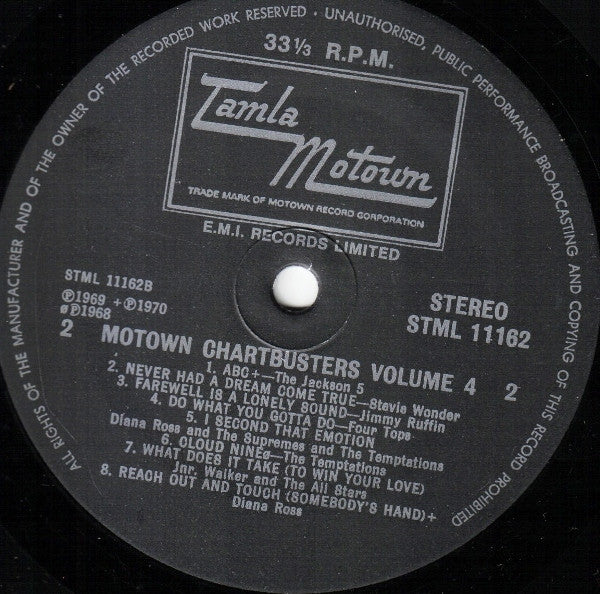 ALL RIGHTS OF THE MANUFACTURER AND OF THE OWNER OF THE RECORDED WORK RESERVED · UNAUTHORISED, PUBLIC PERFORMANCE BROADCASTING AND COPYING OF THIS RECORD PROHIBITED
33⅓ R.P.M.
Tamla
Motown
TRADE MARK OF MOTOWN RECORD CORPORATION
E.M.I. RECORDS LIMITED
STML 11162B
℗1969 +℗1970
ø℗1968
STEREO
STML 11162
2 MOTOWN CHARTBUSTERS VOLUME 4 2
1. ABC+—The Jackson 5
2. NEVER HAD A DREAM COME TRUE—Stevie Wonder
3. FAREWELL IS A LONELY SOUND—Jimmy Ruffin
4. DO WHAT YOU GOTTA DO—Four Tops
5. I SECOND THAT EMOTION
Diana Ross and The Supremes and The Temptations
6. CLOUD NINEø—The Temptations
7. WHAT DOES IT TAKE (TO WIN YOUR LOVE)
Jnr. Walker and The All Stars
8. REACH OUT AND TOUCH (SOMEBODY'S HAND)+
Diana Ross